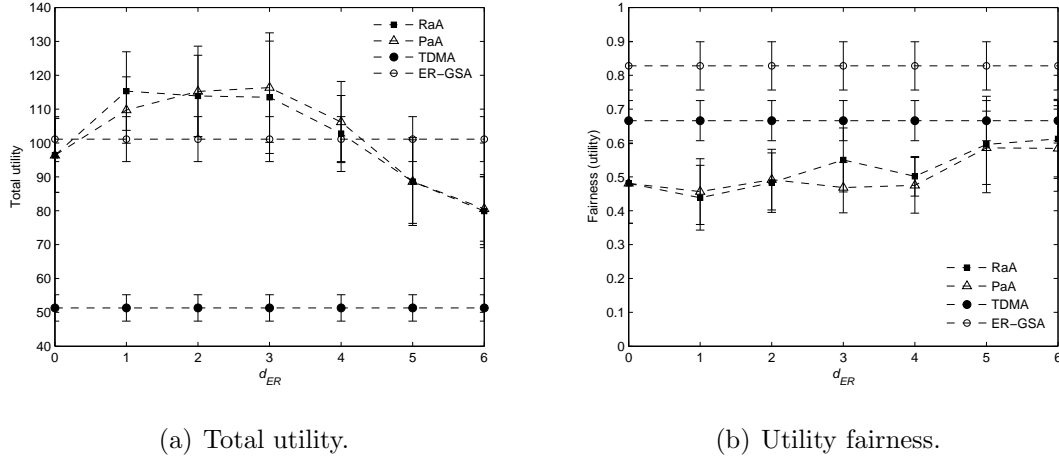 140
130
120
110
100
90
80
70
60
50
40
Total utility
0 1 2 3 4 5 6
d_ER
RaA
PaA
TDMA
ER−GSA
(a) Total utility.
1
0.9
0.8
0.7
0.6
0.5
0.4
0.3
0.2
0.1
0
Fairness (utility)
0 1 2 3 4 5 6
d_ER
RaA
PaA
TDMA
ER−GSA
(b) Utility fairness.